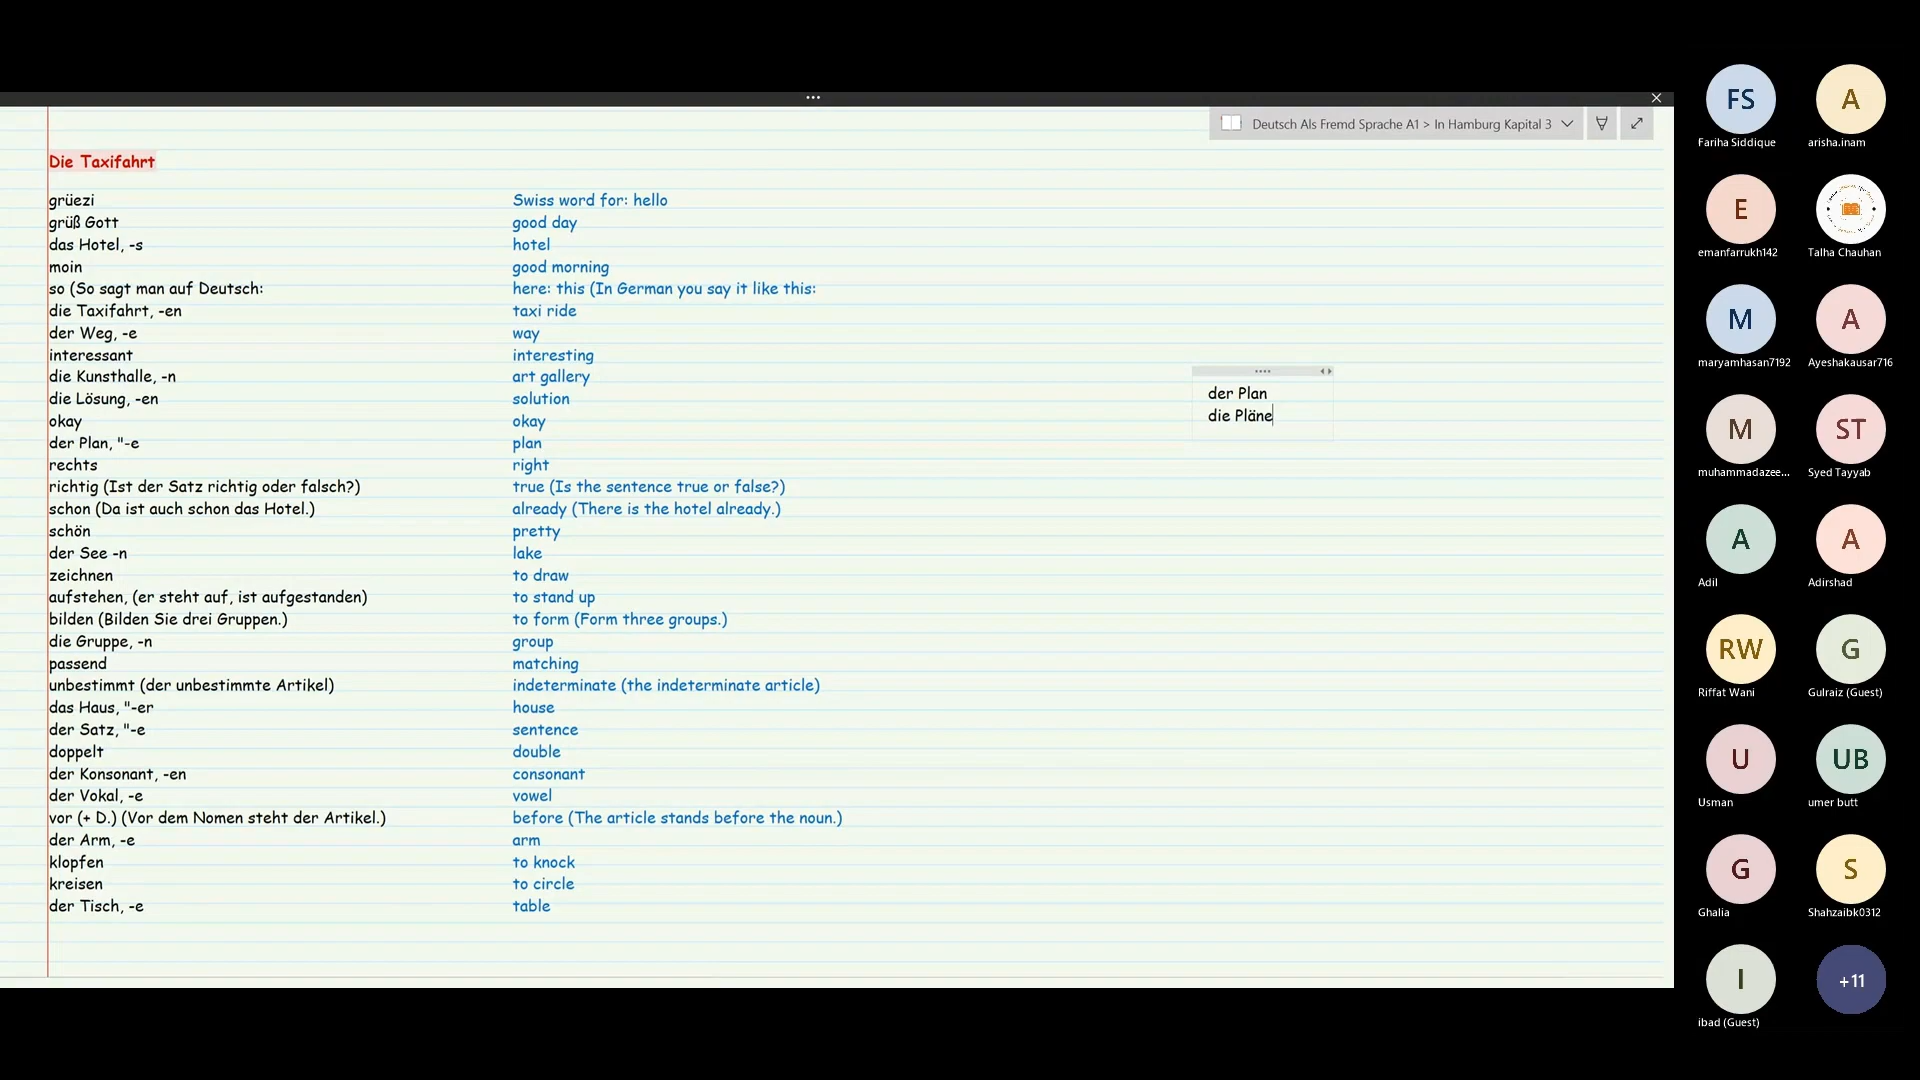 Deutsch Als Fremd Sprache A1 > In Hamburg Kapital 3
Die Taxifahrt
grüezi Swiss word for: hello
grüß Gott good day
das Hotel, -s hotel
moin good morning
so (So sagt man auf Deutsch: here: this (In German you say it like this:
die Taxifahrt, -en taxi ride
der Weg, -e way
interessant interesting
die Kunsthalle, -n art gallery
die Lösung, -en solution
okay okay
der Plan, "-e plan
rechts right
richtig (Ist der Satz richtig oder falsch?) true (Is the sentence true or false?)
schon (Da ist auch schon das Hotel.) already (There is the hotel already.)
schön pretty
der See -n lake
zeichnen to draw
aufstehen, (er steht auf, ist aufgestanden) to stand up
bilden (Bilden Sie drei Gruppen.) to form (Form three groups.)
die Gruppe, -n group
passend matching
unbestimmt (der unbestimmte Artikel) indeterminate (the indeterminate article)
das Haus, "-er house
der Satz, "-e sentence
doppelt double
der Konsonant, -en consonant
der Vokal, -e vowel
vor (+ D.) (Vor dem Nomen steht der Artikel.) before (The article stands before the noun.)
der Arm, -e arm
klopfen to knock
kreisen to circle
der Tisch, -e table
der Plan
die Pläne
FS A
Fariha Siddique arisha.inam
E
emanfarrukh142 Talha Chauhan
M A
maryamhasan7192 Ayeshakausar716
M ST
muhammadazee... Syed Tayyab
A A
Adil Adirshad
RW G
Riffat Wani Gulraiz (Guest)
U UB
Usman umer butt
G S
Ghalia Shahzaibk0312
I +11
ibad (Guest)